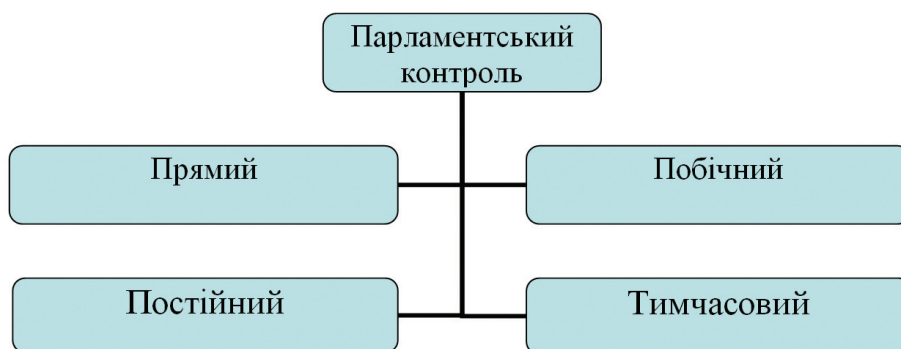 Парламентський
контроль
Прямий
Побічний
Постійний
Тимчасовий